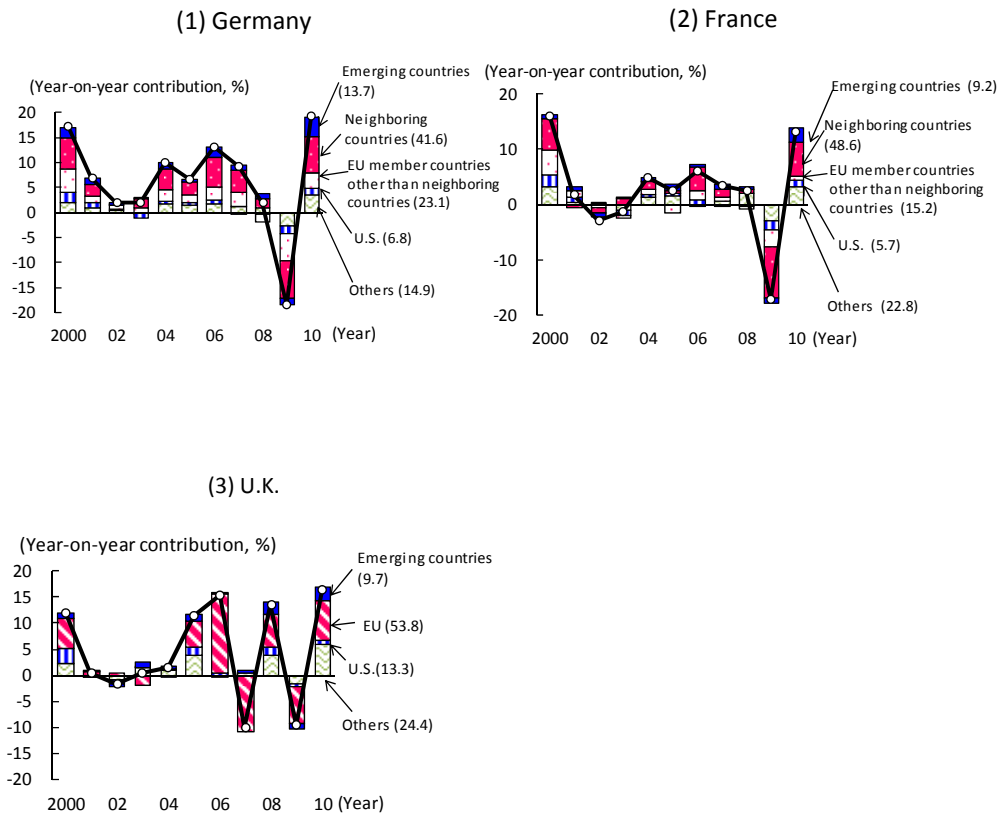 (1) Germany
(Year-on-year contribution, %)
20
15
10
5
0
-5
-10
-15
-20
2000 02 04 06 08 10 (Year)
Emerging countries
(13.7)
Neighboring
countries (41.6)
EU member countries
other than neighboring
countries (23.1)
U.S. (6.8)
Others (14.9)
(2) France
(Year-on-year contribution, %)
20
10
0
-10
-20
2000 02 04 06 08 10 (Year)
Emerging countries (9.2)
Neighboring countries
(48.6)
EU member countries
other than neighboring
countries (15.2)
U.S. (5.7)
Others (22.8)
(3) U.K.
(Year-on-year contribution, %)
20
15
10
5
0
-5
-10
-15
-20
2000 02 04 06 08 10 (Year)
Emerging countries
(9.7)
EU (53.8)
U.S.(13.3)
Others (24.4)